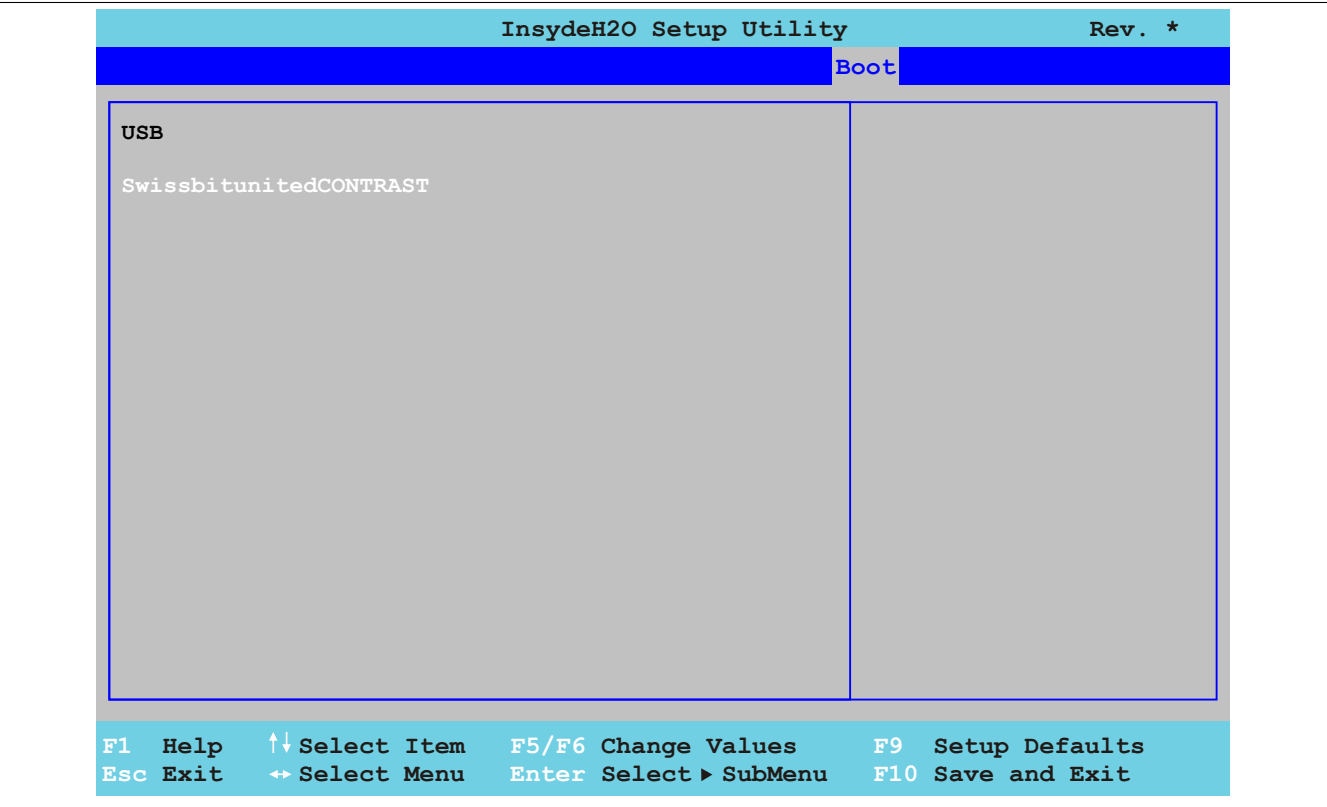 InsydeH2O Setup Utility Rev. *
Boot
USB
SwissbitunitedCONTRAST
F1 Help ↑↓ Select Item F5/F6 Change Values F9 Setup Defaults
Esc Exit ↔ Select Menu Enter Select ▶ SubMenu F10 Save and Exit